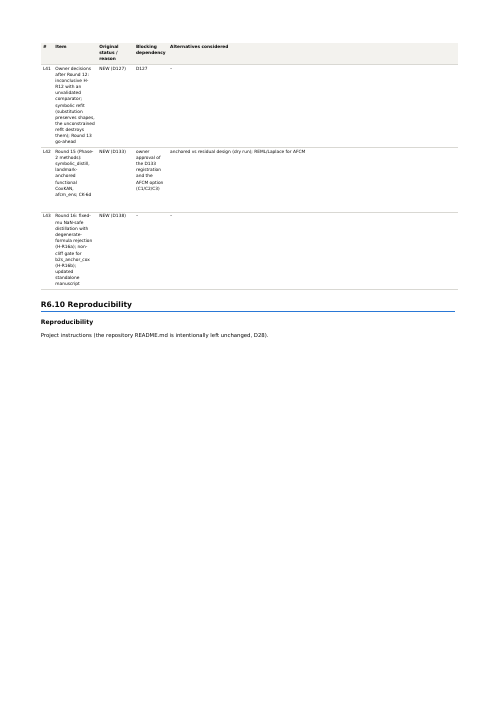 # Item Original status / reason Blocking dependency Alternatives considered
L41 Owner decisions NEW (D127) D127 –
after Round 12:
inconclusive H-
R12 with an
unvalidated
comparator;
symbolic refit
(substitution
preserves shapes,
the unconstrained
refit destroys
them); Round 13
go-ahead
L42 Round 15 (Phase- NEW (D133) owner anchored vs residual design (dry run); REML/Laplace for AFCM
2 methods): approval of
symbolic_distill, the D133
landmark- registration
anchored and the
functional AFCM option
CoxKAN, (C1/C2/C3)
afcm_ens; CK-6d
L43 Round 16: fixed- NEW (D138) – –
mu NaN-safe
distillation with
degenerate-
formula rejection
(H-R16a); non-
cliff gate for
b2s_anchor_cox
(H-R16b);
updated
standalone
manuscript
R6.10 Reproducibility
Reproducibility
Project instructions (the repository README.md is intentionally left unchanged, D28).